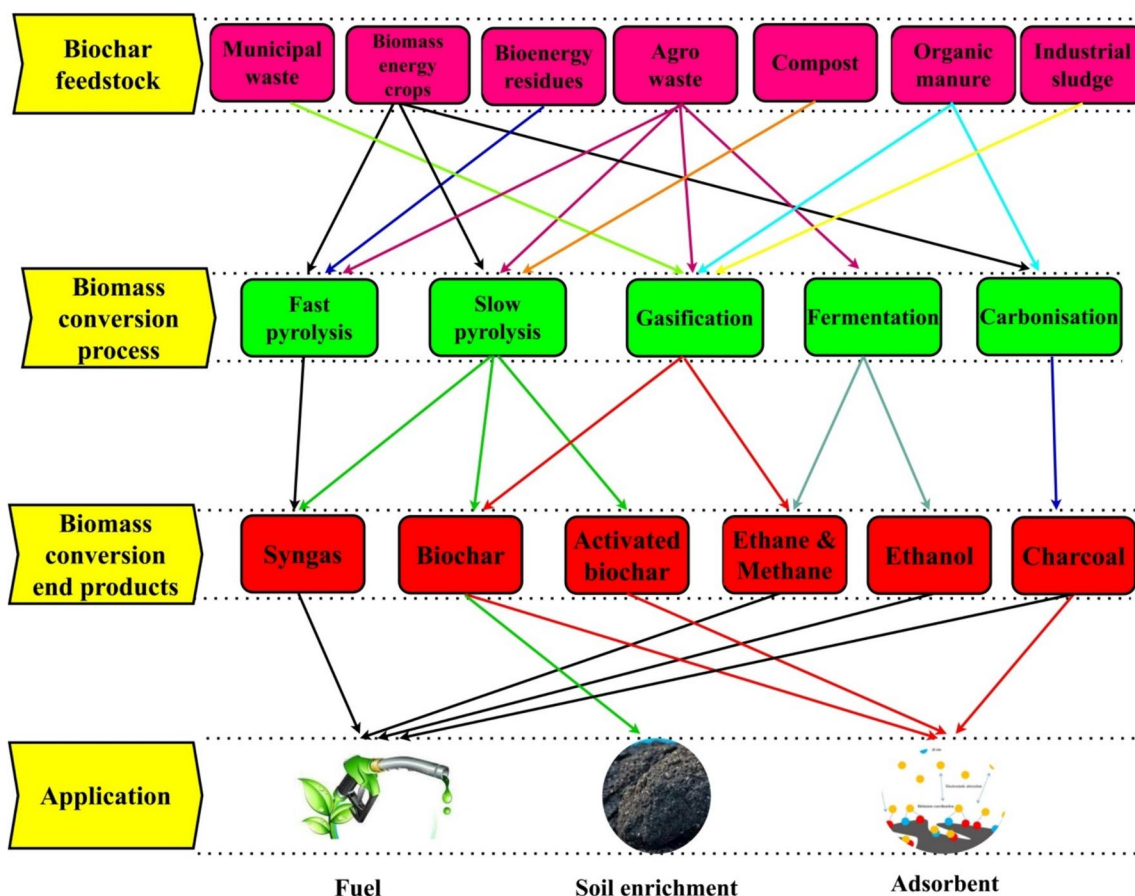 Biochar
feedstock
Municipal
waste
Biomass
energy
crops
Bioenergy
residues
Agro
waste
Compost
Organic
manure
Industrial
sludge
Biomass
conversion
process
Fast
pyrolysis
Slow
pyrolysis
Gasification
Fermentation
Carbonisation
Biomass
conversion
end products
Syngas
Biochar
Activated
biochar
Ethane &
Methane
Ethanol
Charcoal
Application
Fuel
Soil enrichment
Adsorbent